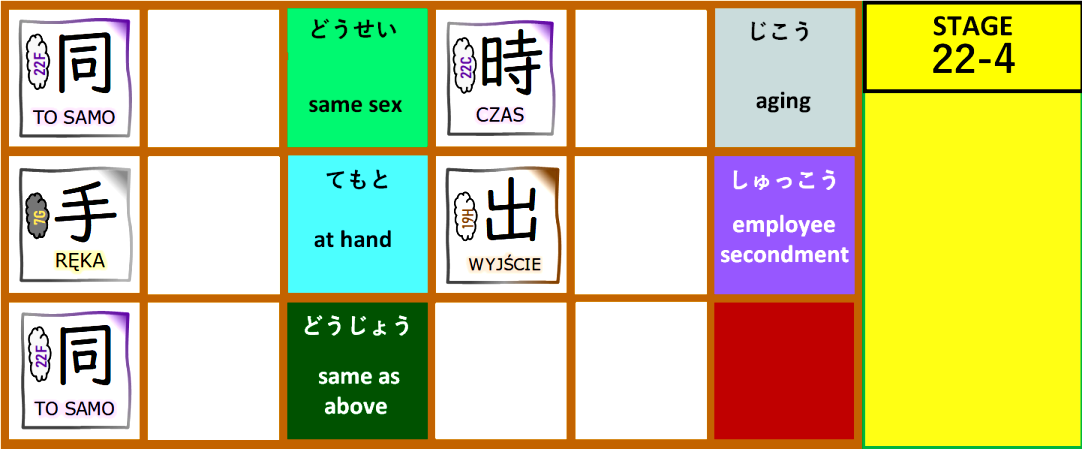 22F
同
TO SAMO
どうせい
same sex
22C
時
CZAS
じこう
aging
STAGE
22-4
7G
手
RĘKA
てもと
at hand
19H
出
WYJŚCIE
しゅっこう
employee
secondment
22F
同
TO SAMO
どうじょう
same as
above